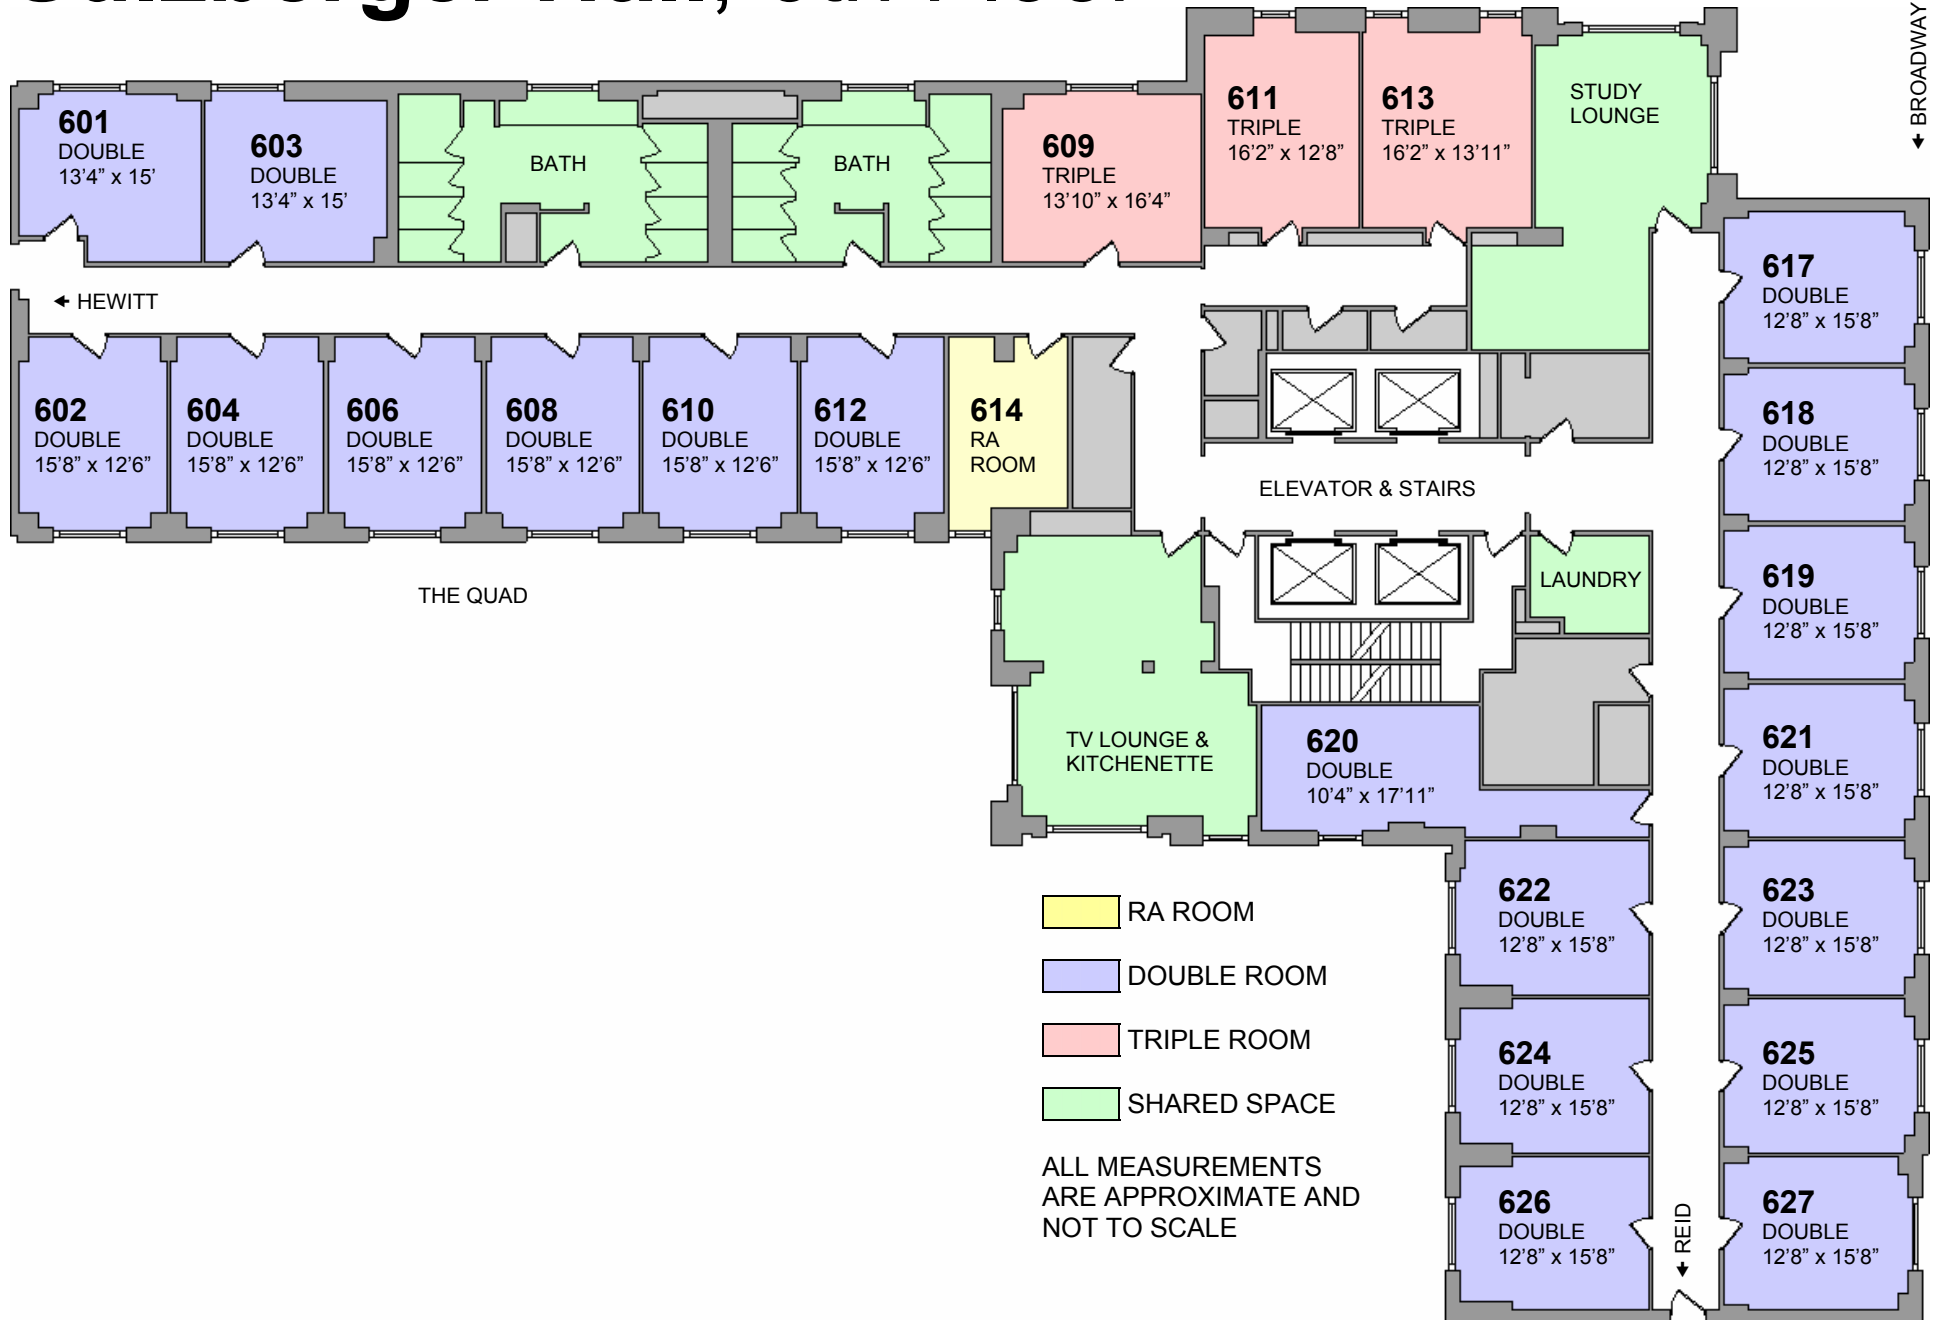 Sulzberger Hall, 6th Floor
BROADWAY
601
DOUBLE
13'4" x 15'
603
DOUBLE
13'4" x 15'
BATH
BATH
609
TRIPLE
13'10" x 16'4"
611
TRIPLE
16'2" x 12'8"
613
TRIPLE
16'2" x 13'11"
STUDY
LOUNGE
HEWITT
617
DOUBLE
12'8" x 15'8"
602
DOUBLE
15'8" x 12'6"
604
DOUBLE
15'8" x 12'6"
606
DOUBLE
15'8" x 12'6"
608
DOUBLE
15'8" x 12'6"
610
DOUBLE
15'8" x 12'6"
612
DOUBLE
15'8" x 12'6"
614
RA
ROOM
618
DOUBLE
12'8" x 15'8"
ELEVATOR & STAIRS
THE QUAD
LAUNDRY
619
DOUBLE
12'8" x 15'8"
TV LOUNGE &
KITCHENETTE
620
DOUBLE
10'4" x 17'11"
621
DOUBLE
12'8" x 15'8"
622
DOUBLE
12'8" x 15'8"
623
DOUBLE
12'8" x 15'8"
624
DOUBLE
12'8" x 15'8"
625
DOUBLE
12'8" x 15'8"
626
DOUBLE
12'8" x 15'8"
REID
627
DOUBLE
12'8" x 15'8"
RA ROOM
DOUBLE ROOM
TRIPLE ROOM
SHARED SPACE
ALL MEASUREMENTS
ARE APPROXIMATE AND
NOT TO SCALE